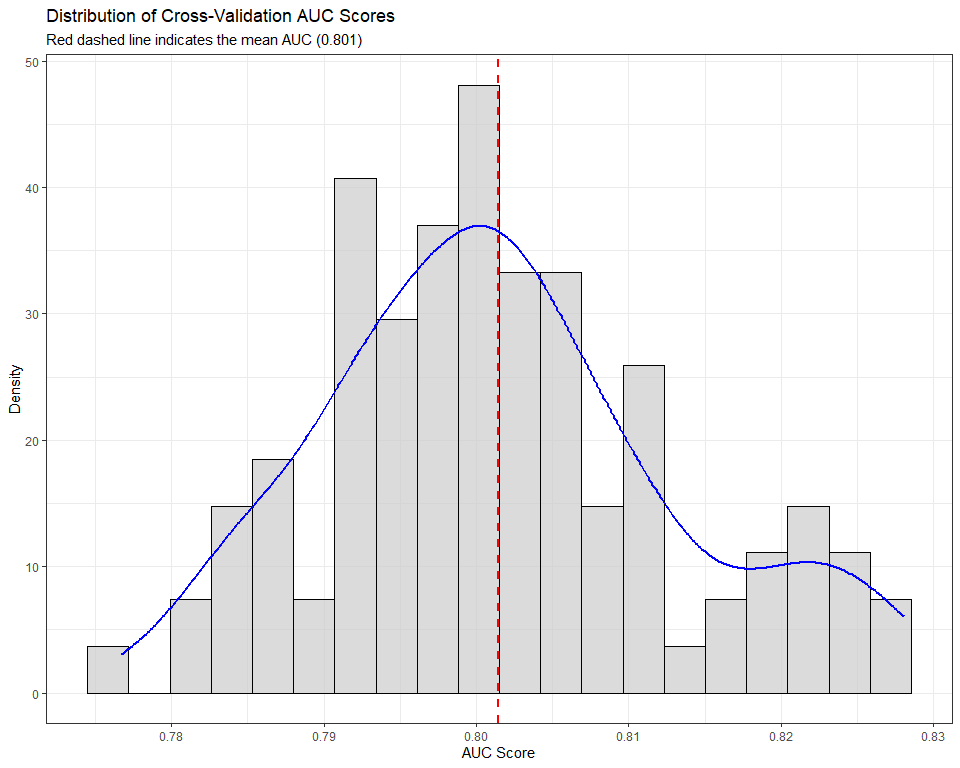 Distribution of Cross-Validation AUC Scores
Red dashed line indicates the mean AUC (0.801)
50
40
30
20
10
0
Density
0.78 0.79 0.80 0.81 0.82 0.83
AUC Score